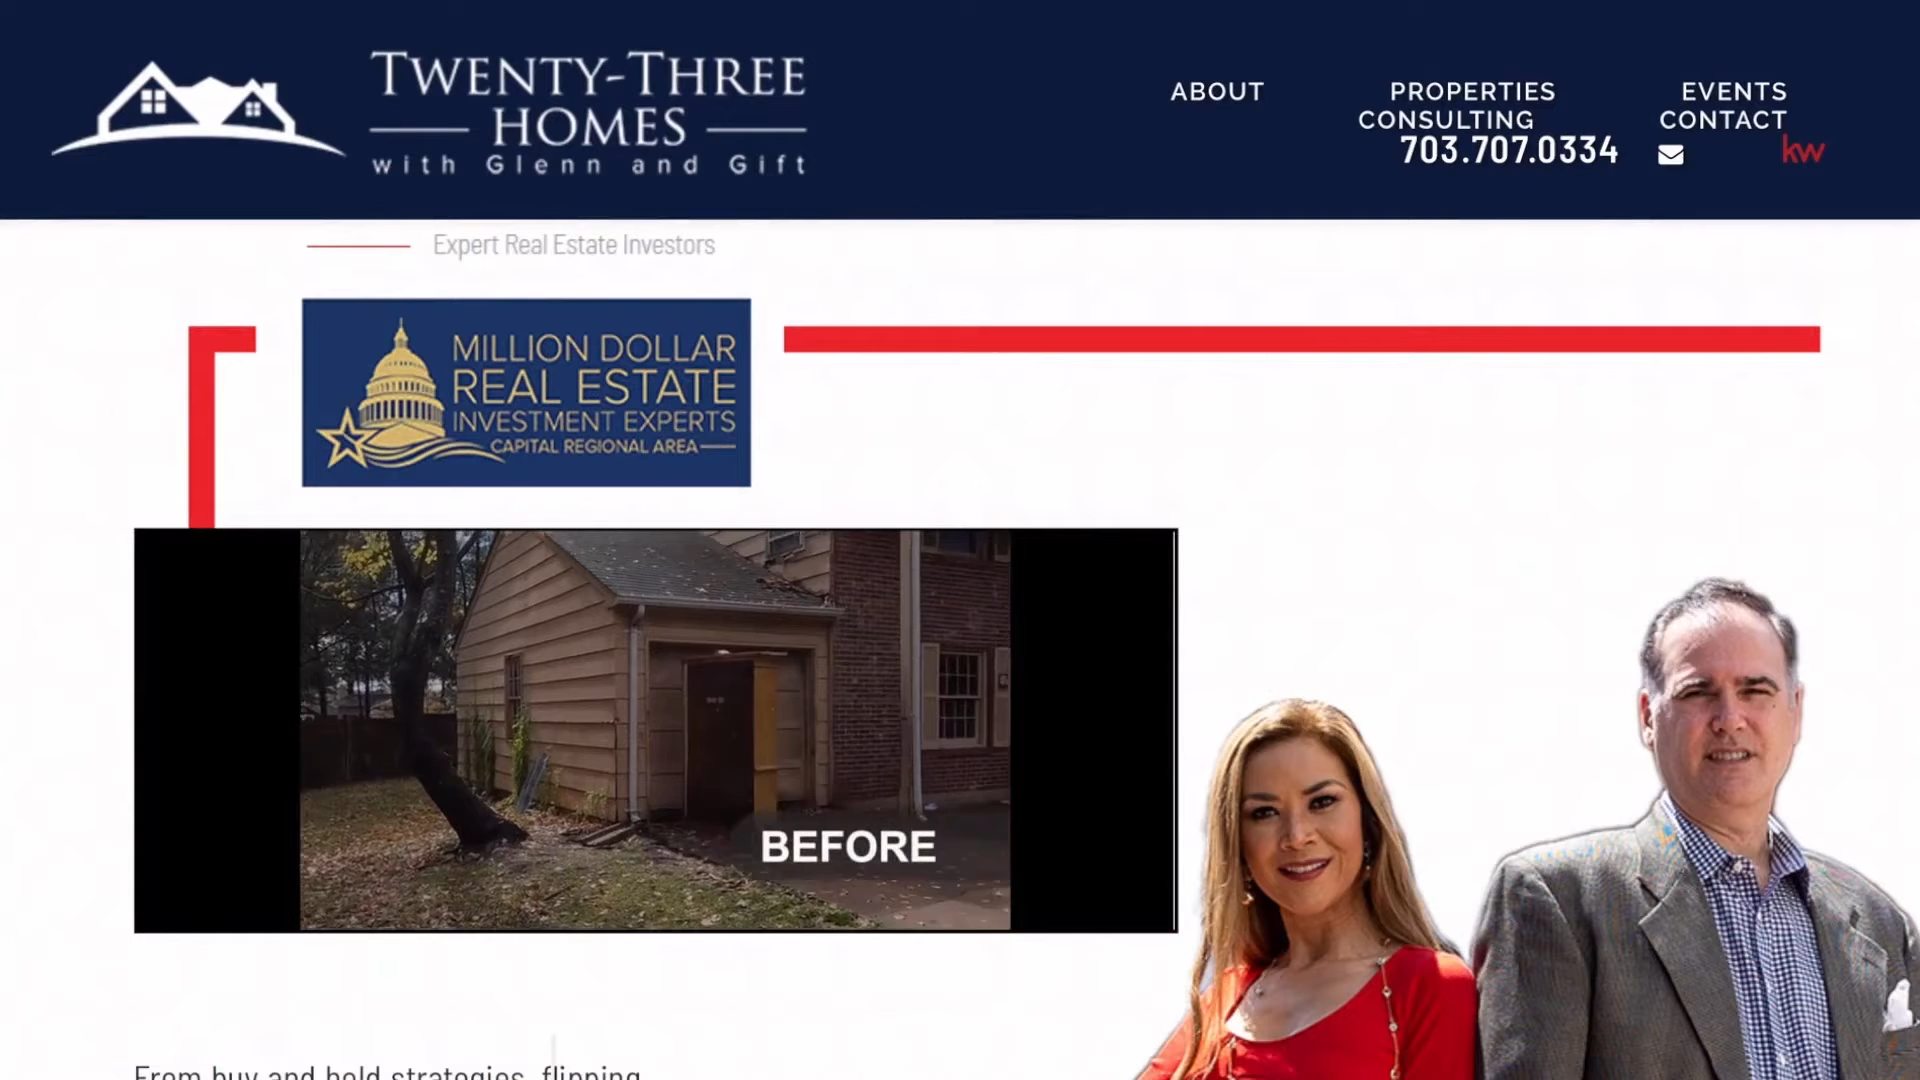 TWENTY-THREE
HOMES
with Glenn and Gift
ABOUT
PROPERTIES
EVENTS
CONSULTING
CONTACT
703.707.0334
kw
Expert Real Estate Investors
MILLION DOLLAR
REAL ESTATE
INVESTMENT EXPERTS
CAPITAL REGIONAL AREA
BEFORE
From buy and hold strategies, flipping